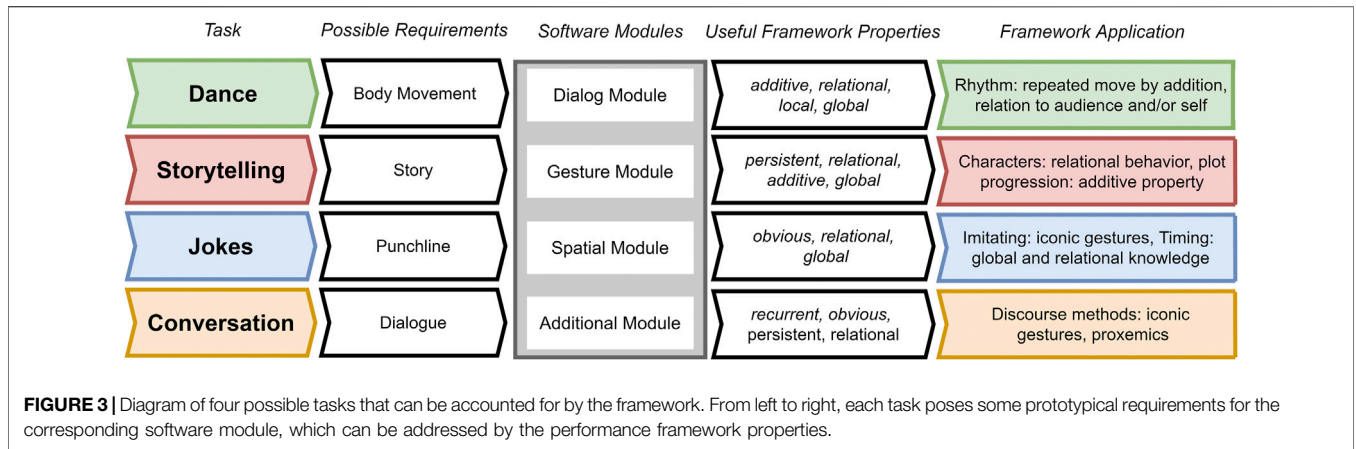 Task Possible Requirements Software Modules Useful Framework Properties Framework Application
Dance
Body Movement
Dialog Module
additive, relational,
local, global
Rhythm: repeated move by addition,
relation to audience and/or self
Storytelling
Story
Gesture Module
persistent, relational,
additive, global
Characters: relational behavior, plot
progression: additive property
Jokes
Punchline
Spatial Module
obvious, relational,
global
Imitating: iconic gestures, Timing:
global and relational knowledge
Conversation
Dialogue
Additional Module
recurrent, obvious,
persistent, relational
Discourse methods: iconic
gestures, proxemics
FIGURE 3 | Diagram of four possible tasks that can be accounted for by the framework. From left to right, each task poses some prototypical requirements for the
corresponding software module, which can be addressed by the performance framework properties.